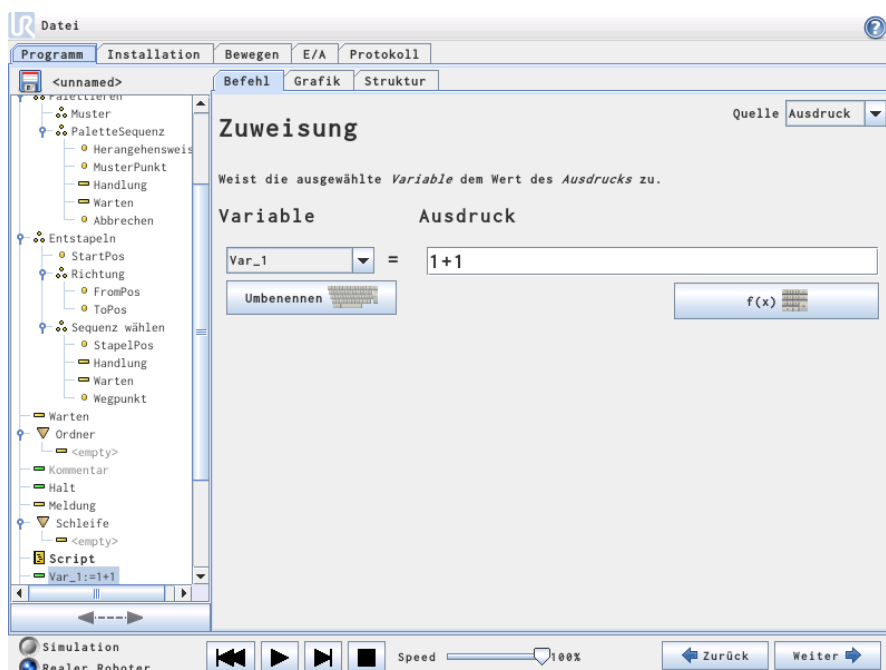 UR Datei
Programm Installation Bewegen E/A Protokoll
<unnamed>
Befehl Grafik Struktur
Palettieren
Muster
PaletteSequenz
Herangehensweis
MusterPunkt
Handlung
Warten
Abbrechen
Entstapeln
StartPos
Richtung
FromPos
ToPos
Sequenz wählen
StapelPos
Handlung
Warten
Wegpunkt
Warten
Ordner
<empty>
Kommentar
Halt
Meldung
Schleife
<empty>
Script
Var_1:=1+1
Quelle Ausdruck
Zuweisung
Weist die ausgewählte Variable dem Wert des Ausdrucks zu.
Variable Ausdruck
Var_1 = 1+1
Umbenennen
f(x)
Simulation
Realer Roboter
Speed 100%
Zurück Weiter